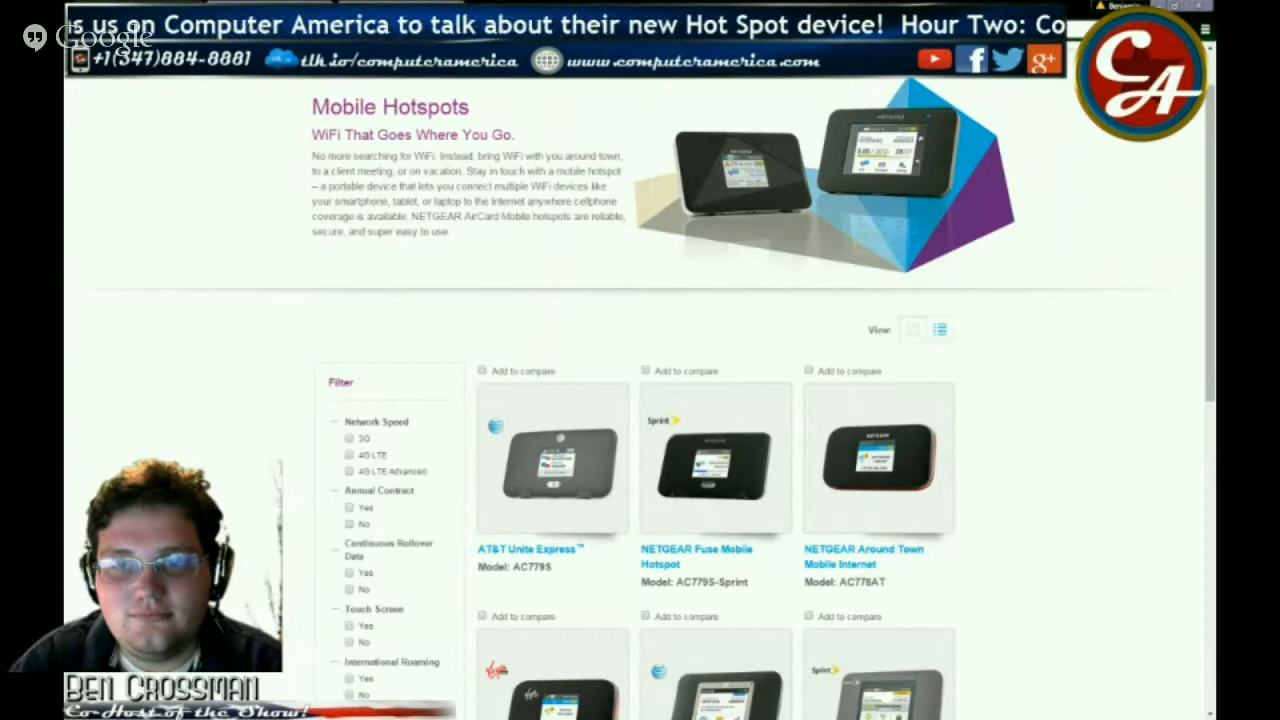 s us on Computer America to talk about their new Hot Spot device! Hour Two: Co
Benjamin
Google
+1(347)884-8881 tlk.io/computeramerica www.computeramerica.com
CA
Mobile Hotspots
WiFi That Goes Where You Go.
No more searching for WiFi. Instead, bring WiFi with you around town,
to a client meeting, or on vacation. Stay in touch with a mobile hotspot
– a portable device that lets you connect multiple WiFi devices like
your smartphone, tablet, or laptop to the Internet anywhere cellphone
coverage is available. NETGEAR AirCard Mobile hotspots are reliable,
secure, and super easy to use.
NETGEAR
NETGEAR
View:
Filter
Network Speed
3G
4G LTE
4G LTE Advanced
Annual Contract
Yes
No
Continuous Rollover
Data
Yes
No
Touch Screen
Yes
No
International Roaming
Yes
No
Add to compare
Add to compare
Add to compare
Sprint
NETGEAR
AT&T Unite Express™
Model: AC779S
NETGEAR Fuse Mobile
Hotspot
Model: AC779S-Sprint
NETGEAR Around Town
Mobile Internet
Model: AC778AT
Add to compare
Add to compare
Add to compare
Sprint
Ben Crossman
Co-Host of the Show!